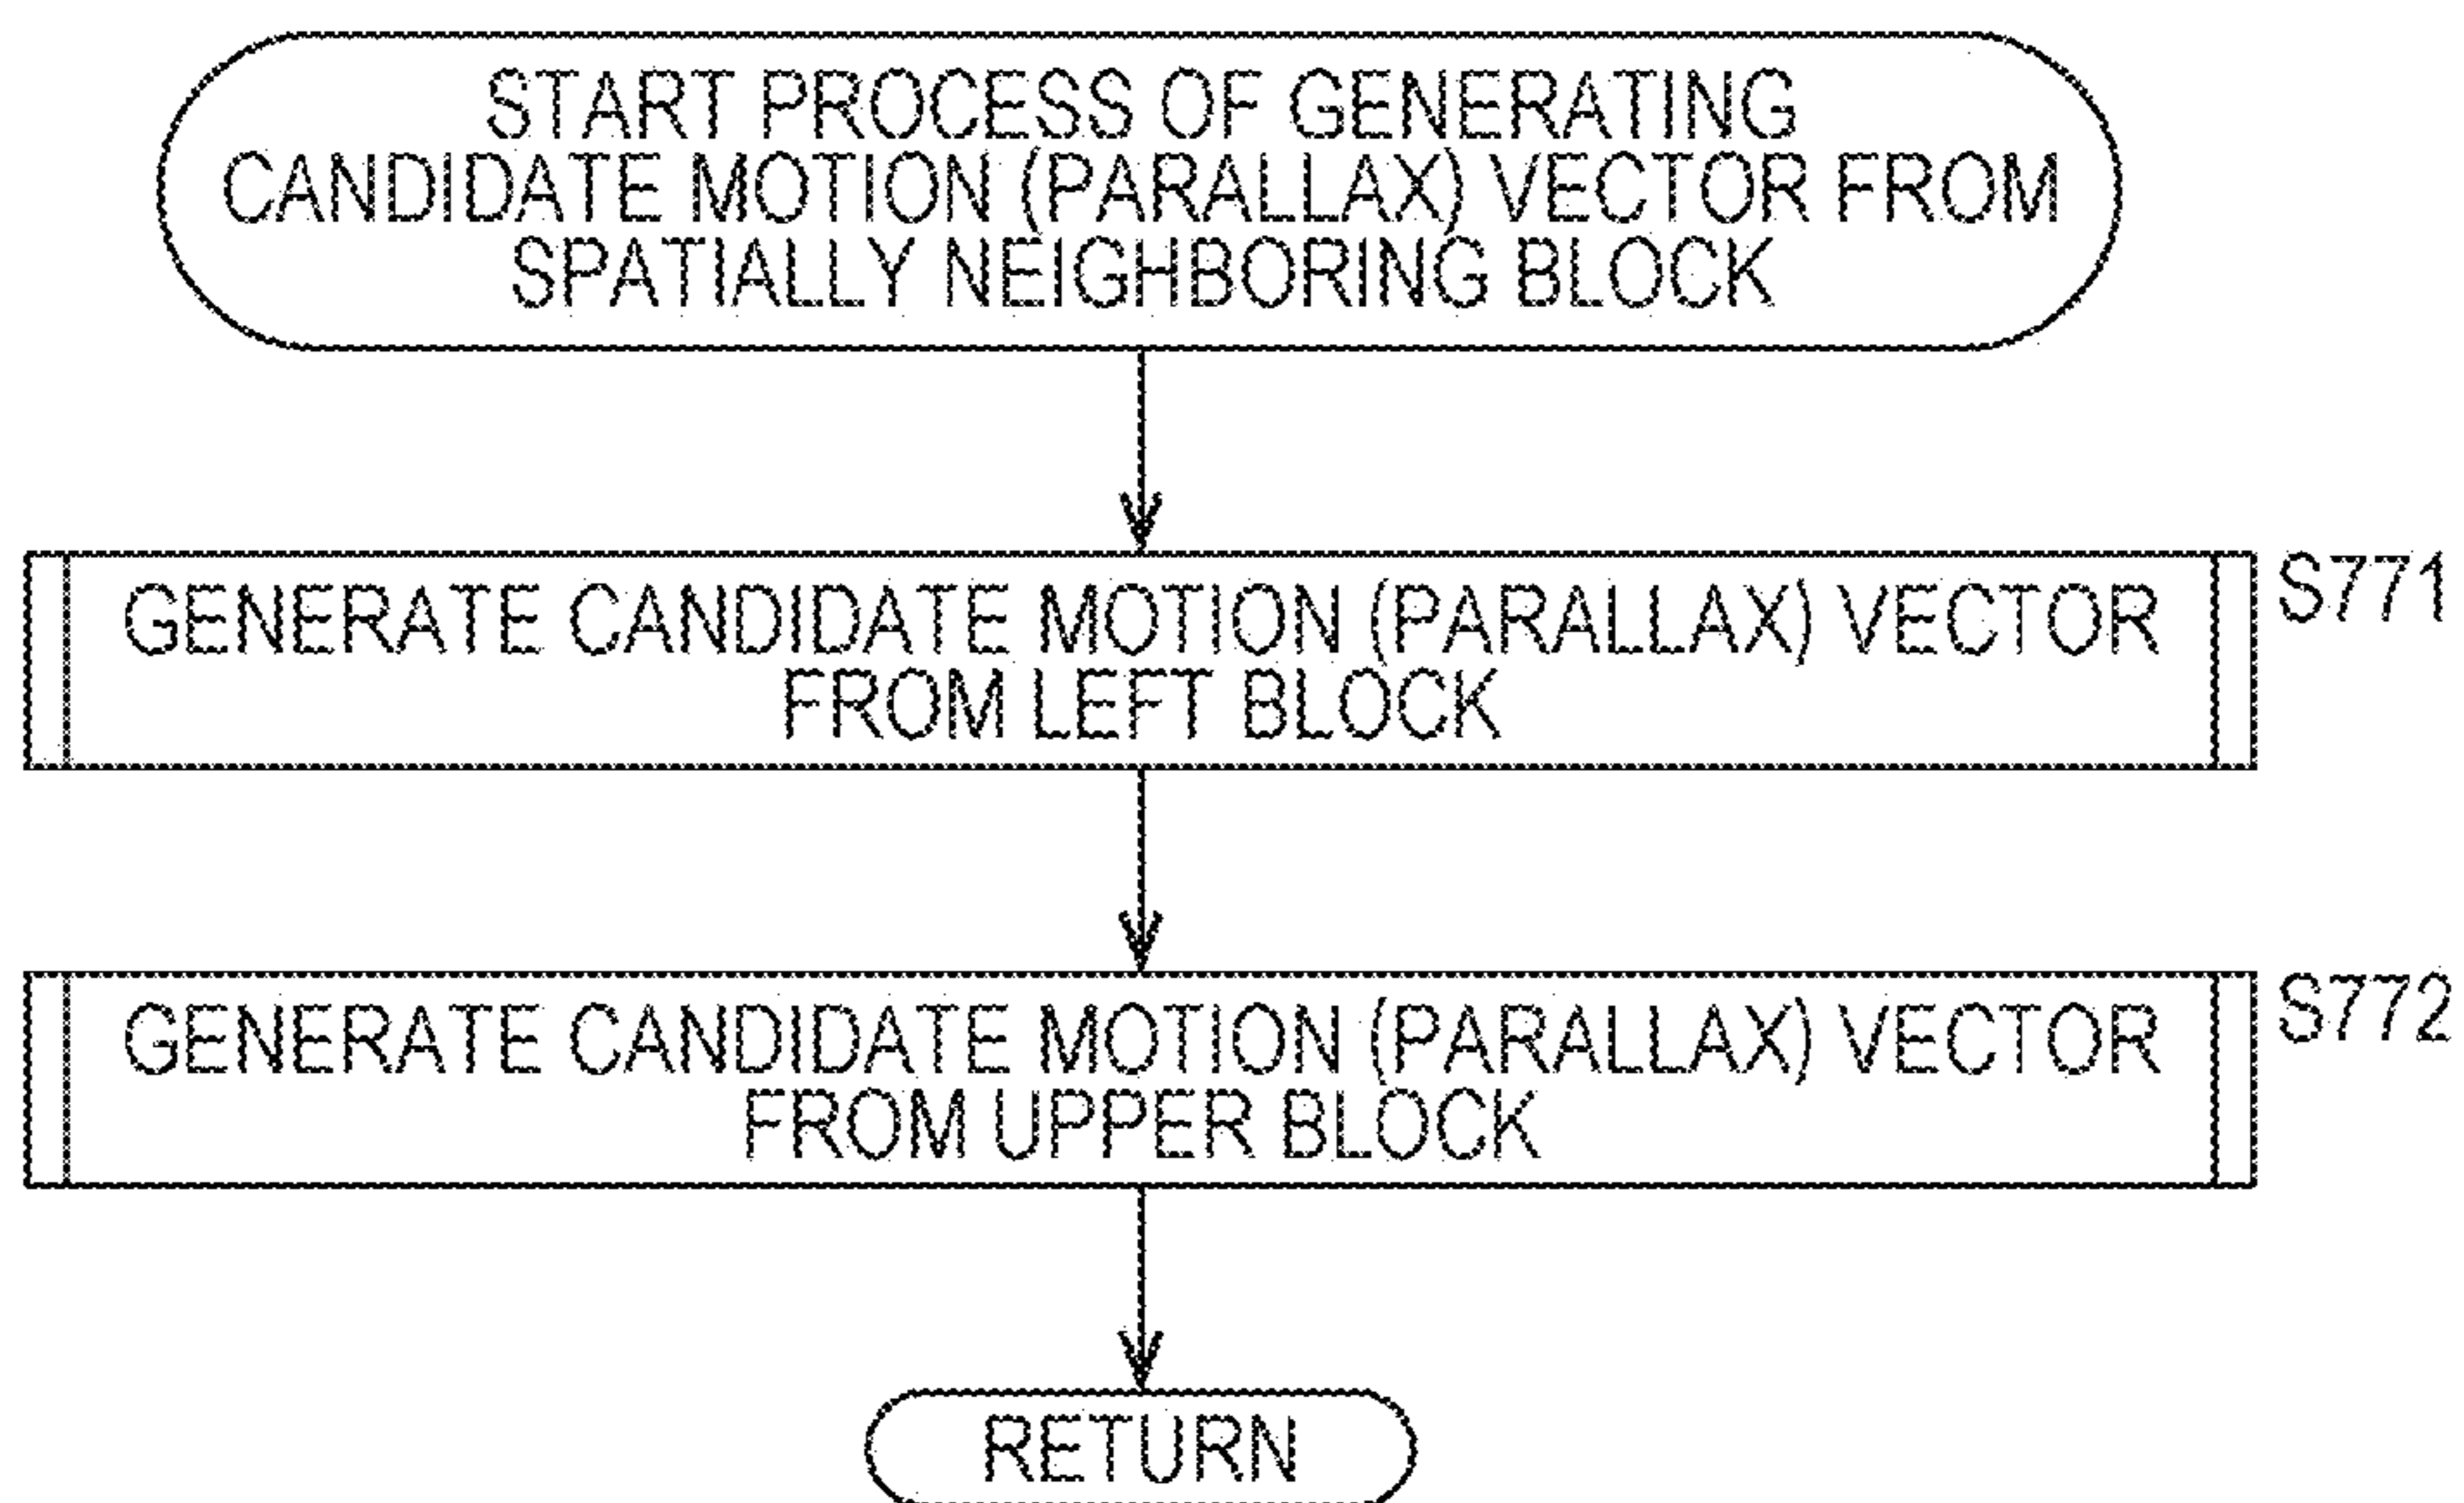 START PROCESS OF GENERATING
CANDIDATE MOTION (PARALLAX) VECTOR FROM
SPATIALLY NEIGHBORING BLOCK
GENERATE CANDIDATE MOTION (PARALLAX) VECTOR
FROM LEFT BLOCK
S771
GENERATE CANDIDATE MOTION (PARALLAX) VECTOR
FROM UPPER BLOCK
S772
RETURN